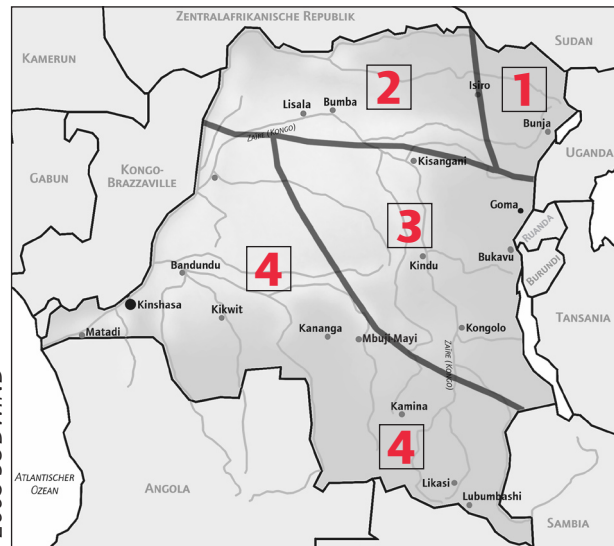 ZENTRALAFRIKANISCHE REPUBLIK
SUDAN
KAMERUN
2
1
Isiro
Lisala
Bumba
Bunja
ZAÏRE (KONGO)
UGANDA
KONGO-
BRAZZAVILLE
GABUN
Kisangani
Goma
RUANDA
3
Bukavu
BURUNDI
Kindu
Bandundu
4
Kinshasa
Kikwit
TANSANIA
Matadi
Kananga
Mbuji-Mayi
Kongolo
ZAÏRE (KONGO)
Kamina
4
ATLANTISCHER
OZEAN
ANGOLA
Likasi
Lubumbashi
SAMBIA